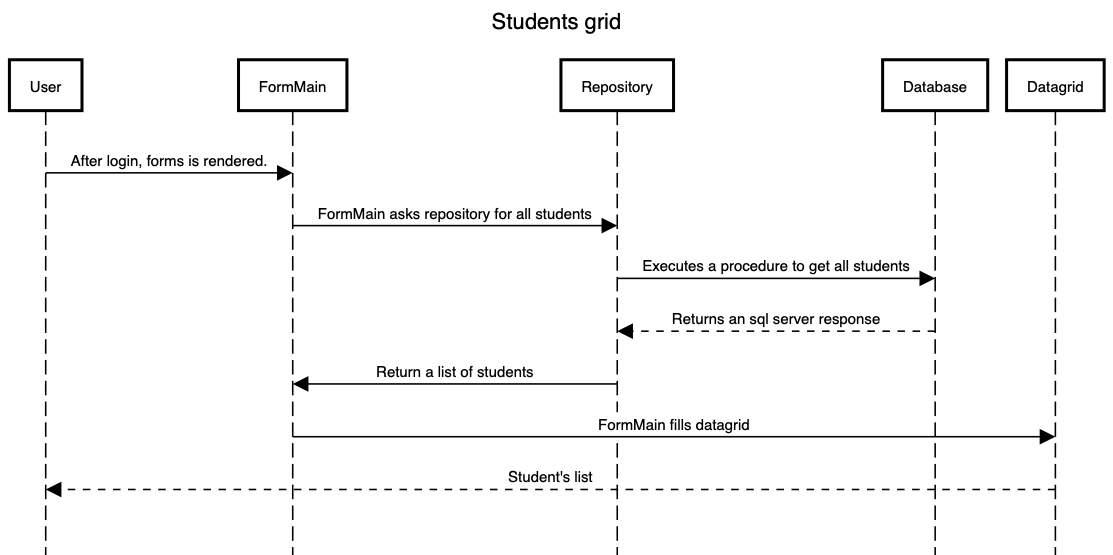 Students grid
User
FormMain
Repository
Database
Datagrid
After login, forms is rendered.
FormMain asks repository for all students
Executes a procedure to get all students
Returns an sql server response
Return a list of students
FormMain fills datagrid
Student's list